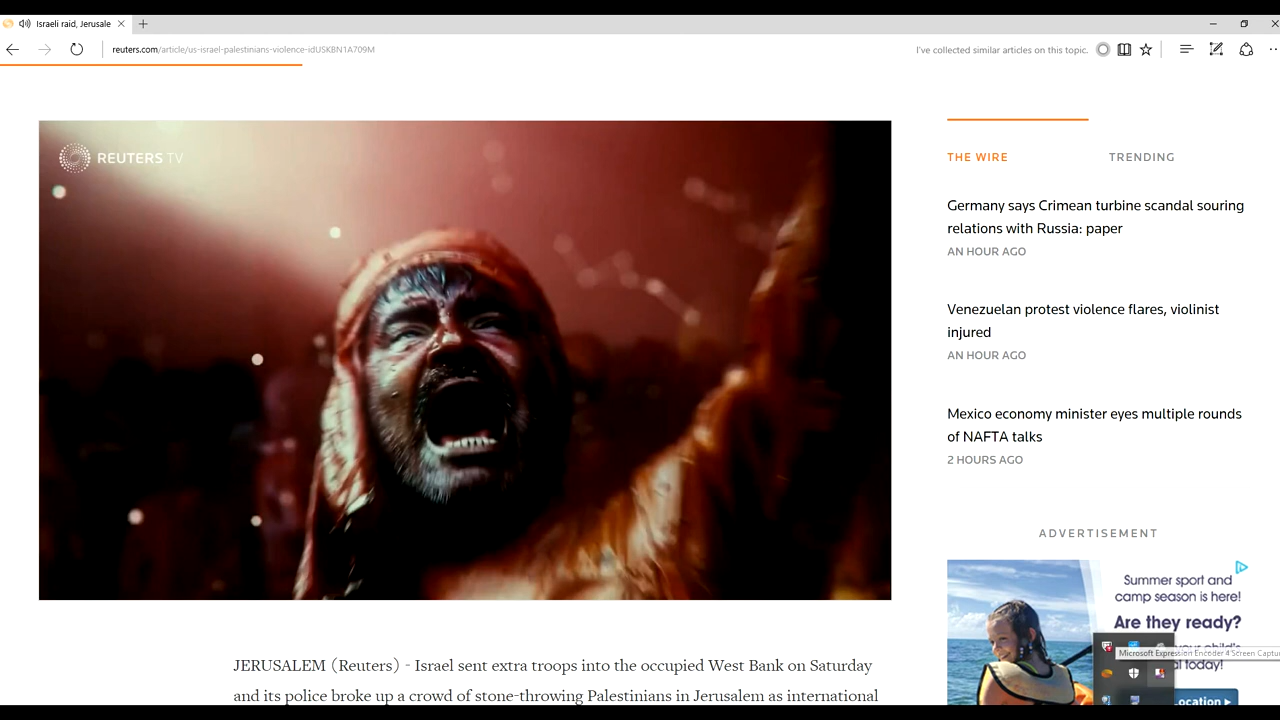 Israeli raid, Jerusale
reuters.com/article/us-israel-palestinians-violence-idUSKBN1A709M
I've collected similar articles on this topic.
REUTERS TV
THE WIRE
TRENDING
Germany says Crimean turbine scandal souring
relations with Russia: paper
AN HOUR AGO
Venezuelan protest violence flares, violinist
injured
AN HOUR AGO
Mexico economy minister eyes multiple rounds
of NAFTA talks
2 HOURS AGO
ADVERTISEMENT
Summer sport and
camp season is here!
Are they ready?
Microsoft Expression Encoder 4 Screen Captu
today!
ocation
JERUSALEM (Reuters) - Israel sent extra troops into the occupied West Bank on Saturday
and its police broke up a crowd of stone-throwing Palestinians in Jerusalem as international